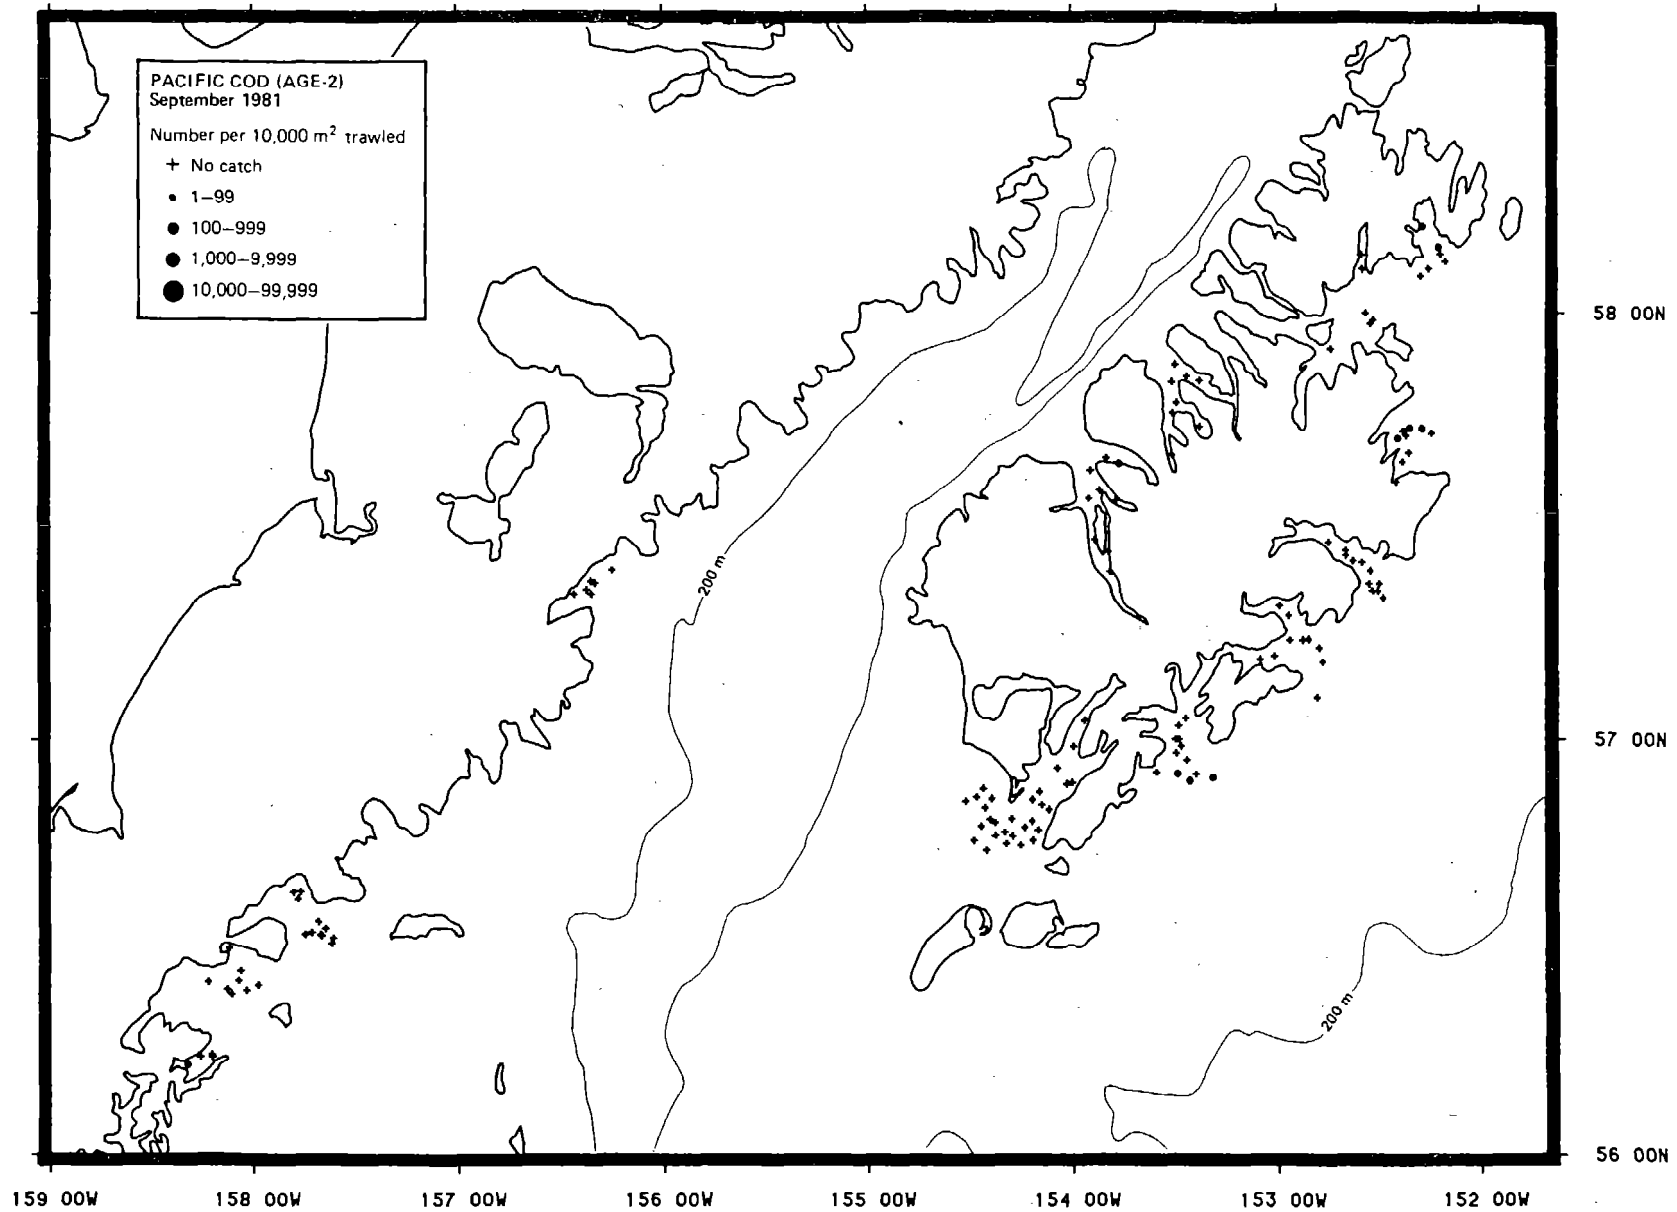 PACIFIC COD (AGE-2)
September 1981
Number per 10,000 m² trawled
+ No catch
• 1–99
● 100–999
● 1,000–9,999
● 10,000–99,999
58 00N
200 m
57 00N
200 m
56 00N
159 00W 158 00W 157 00W 156 00W 155 00W 154 00W 153 00W 152 00W